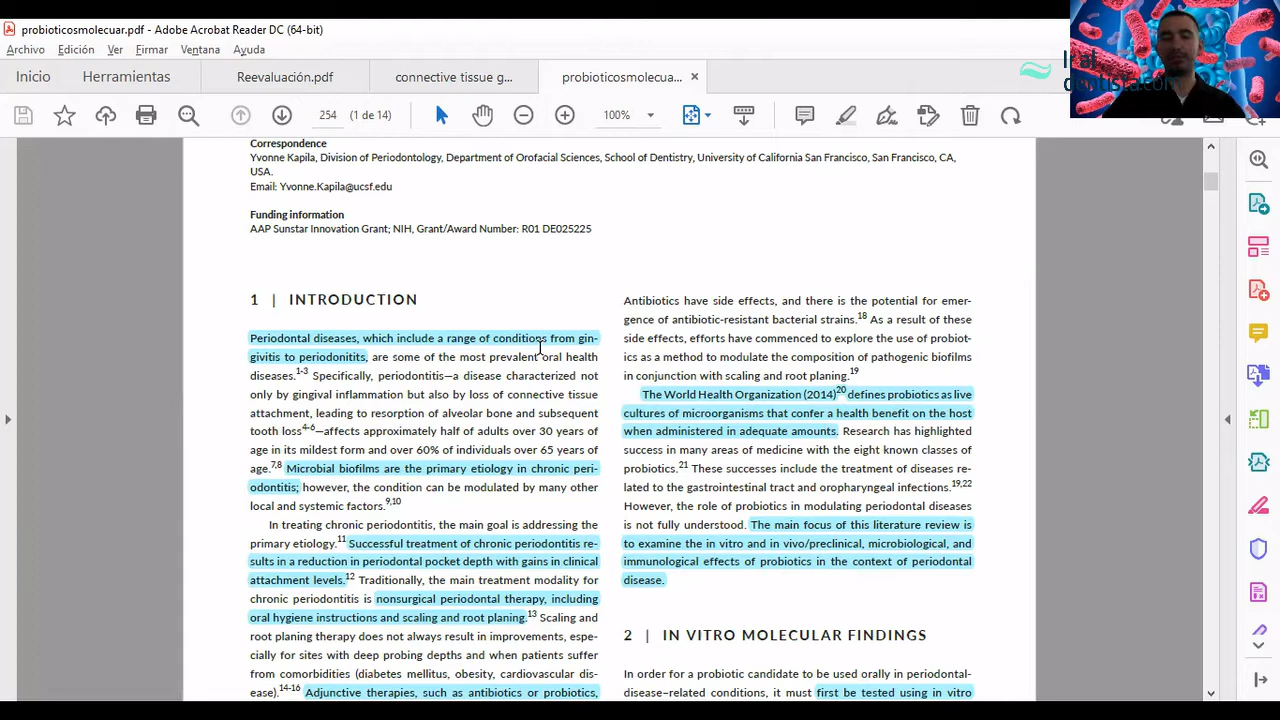 probioticosmolecuar.pdf - Adobe Acrobat Reader DC (64-bit)
Archivo Edición Ver Firmar Ventana Ayuda
Inicio Herramientas Reevaluación.pdf connective tissue g... probioticosmolecua... ×
254 (1 de 14) 100%
dentista.com
Correspondence
Yvonne Kapila, Division of Periodontology, Department of Orofacial Sciences, School of Dentistry, University of California San Francisco, San Francisco, CA,
USA.
Email: Yvonne.Kapila@ucsf.edu
Funding information
AAP Sunstar Innovation Grant; NIH, Grant/Award Number: R01 DE025225
1 | INTRODUCTION
Periodontal diseases, which include a range of conditions from gin-
givitis to periodonitits, are some of the most prevalent oral health
diseases.1-3 Specifically, periodontitis—a disease characterized not
only by gingival inflammation but also by loss of connective tissue
attachment, leading to resorption of alveolar bone and subsequent
tooth loss4-6—affects approximately half of adults over 30 years of
age in its mildest form and over 60% of individuals over 65 years of
age.7,8 Microbial biofilms are the primary etiology in chronic peri-
odontitis; however, the condition can be modulated by many other
local and systemic factors.9,10
In treating chronic periodontitis, the main goal is addressing the
primary etiology.11 Successful treatment of chronic periodontitis re-
sults in a reduction in periodontal pocket depth with gains in clinical
attachment levels.12 Traditionally, the main treatment modality for
chronic periodontitis is nonsurgical periodontal therapy, including
oral hygiene instructions and scaling and root planing.13 Scaling and
root planing therapy does not always result in improvements, espe-
cially for sites with deep probing depths and when patients suffer
from comorbidities (diabetes mellitus, obesity, cardiovascular dis-
ease).14-16 Adjunctive therapies, such as antibiotics or probiotics,
Antibiotics have side effects, and there is the potential for emer-
gence of antibiotic-resistant bacterial strains.18 As a result of these
side effects, efforts have commenced to explore the use of probiot-
ics as a method to modulate the composition of pathogenic biofilms
in conjunction with scaling and root planing.19
The World Health Organization (2014)20 defines probiotics as live
cultures of microorganisms that confer a health benefit on the host
when administered in adequate amounts. Research has highlighted
success in many areas of medicine with the eight known classes of
probiotics.21 These successes include the treatment of diseases re-
lated to the gastrointestinal tract and oropharyngeal infections.19,22
However, the role of probiotics in modulating periodontal diseases
is not fully understood. The main focus of this literature review is
to examine the in vitro and in vivo/preclinical, microbiological, and
immunological effects of probiotics in the context of periodontal
disease.
2 | IN VITRO MOLECULAR FINDINGS
In order for a probiotic candidate to be used orally in periodontal-
disease–related conditions, it must first be tested using in vitro